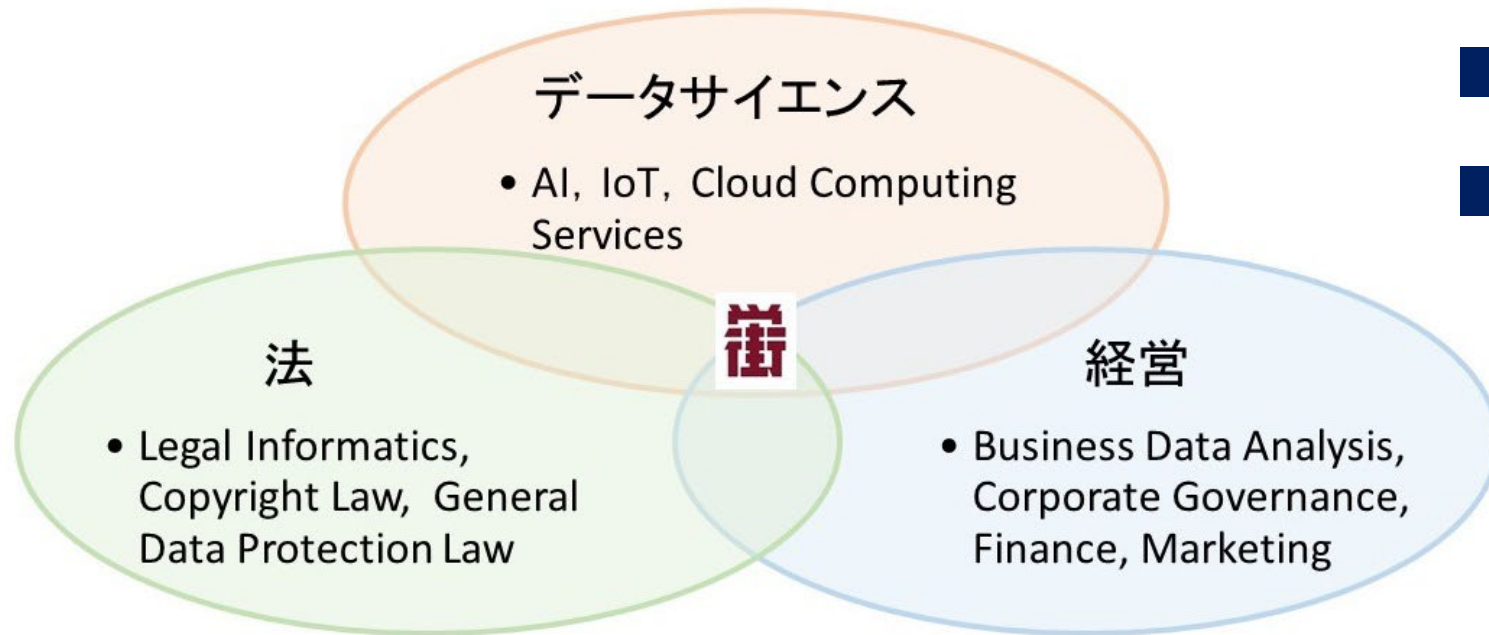 データサイエンス
• AI, IoT, Cloud Computing
Services
法
• Legal Informatics,
Copyright Law, General
Data Protection Law
経営
• Business Data Analysis,
Corporate Governance,
Finance, Marketing